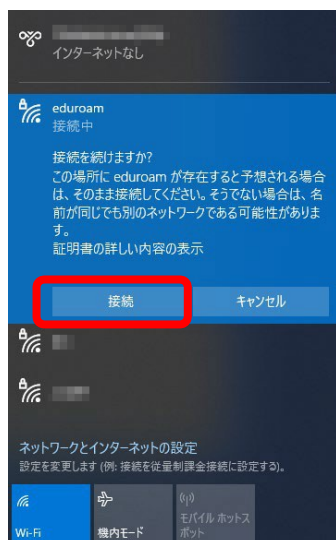 インターネットなし
eduroam
接続中
接続を続けますか?
この場所に eduroam が存在すると予想される場合
は、そのまま接続してください。そうでない場合は、名
前が同じでも別のネットワークである可能性がありま
す。
証明書の詳しい内容の表示
接続
キャンセル
ネットワークとインターネットの設定
設定を変更します (例: 接続を従量制課金接続に設定する)。
Wi-Fi
機内モード
モバイル ホットス
ポット